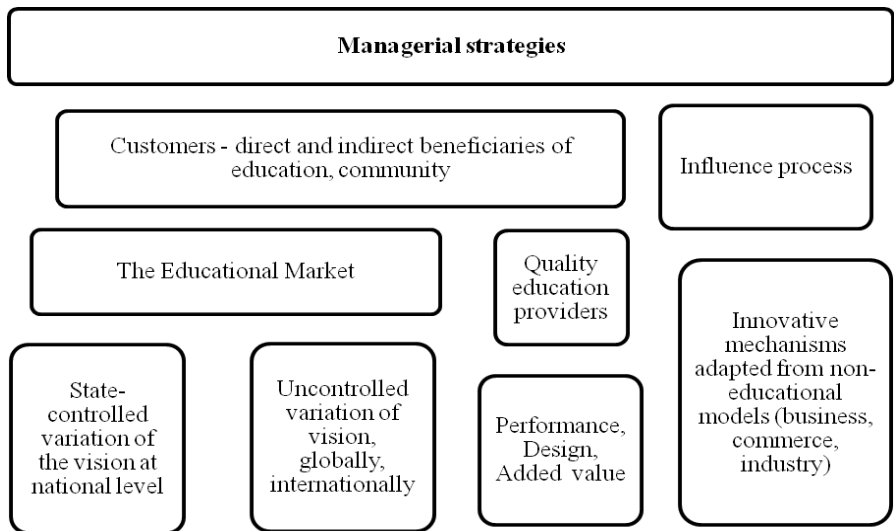 Managerial strategies
Customers - direct and indirect beneficiaries of
education, community
Influence process
The Educational Market
Quality
education
providers
Innovative
mechanisms
adapted from non-
educational
models (business,
commerce,
industry)
State-
controlled
variation of
the vision at
national level
Uncontrolled
variation of
vision,
globally,
internationally
Performance,
Design,
Added value